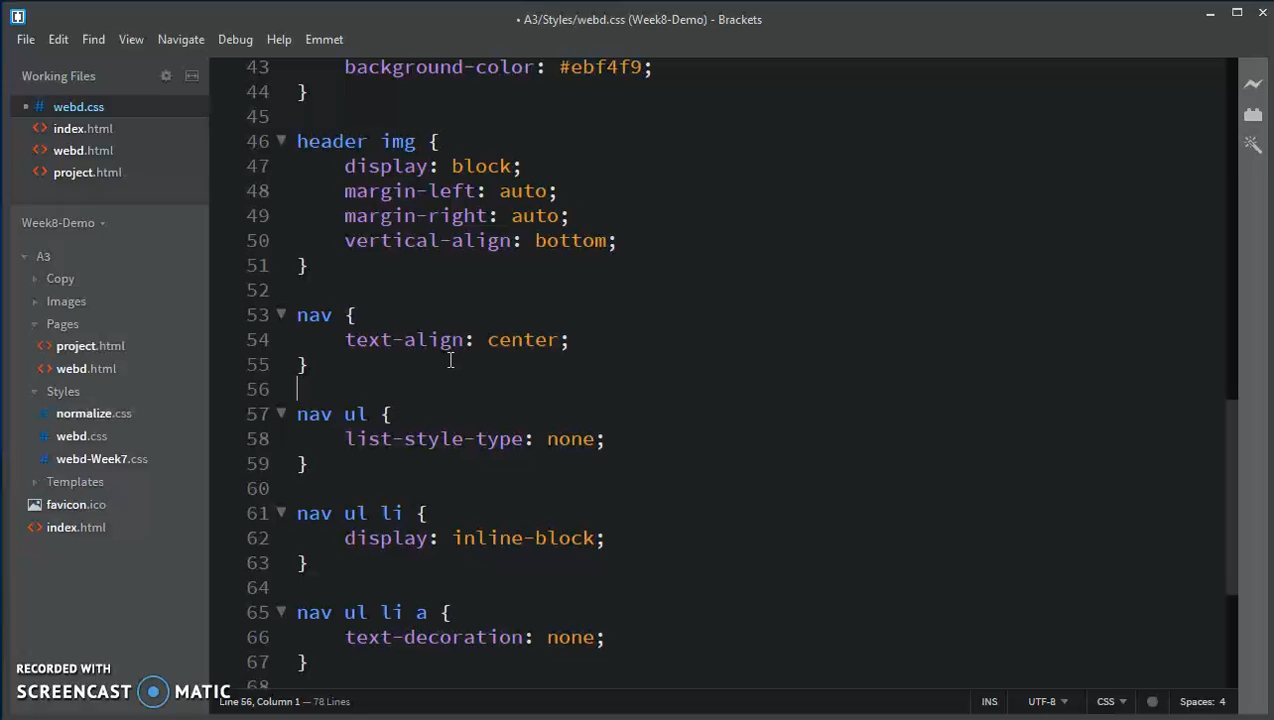 • A3/Styles/webd.css (Week8-Demo) - Brackets
File Edit Find View Navigate Debug Help Emmet
Working Files
webd.css
index.html
webd.html
project.html
Week8-Demo
A3
Copy
Images
Pages
project.html
webd.html
Styles
normalize.css
webd.css
webd-Week7.css
Templates
favicon.ico
index.html
43 background-color: #ebf4f9;
44 }
45
46 header img {
47 display: block;
48 margin-left: auto;
49 margin-right: auto;
50 vertical-align: bottom;
51 }
52
53 nav {
54 text-align: center;
55 }
56
57 nav ul {
58 list-style-type: none;
59 }
60
61 nav ul li {
62 display: inline-block;
63 }
64
65 nav ul li a {
66 text-decoration: none;
67 }
68
RECORDED WITH
SCREENCAST MATIC
Line 56, Column 1 — 78 Lines
INS UTF-8 CSS Spaces: 4